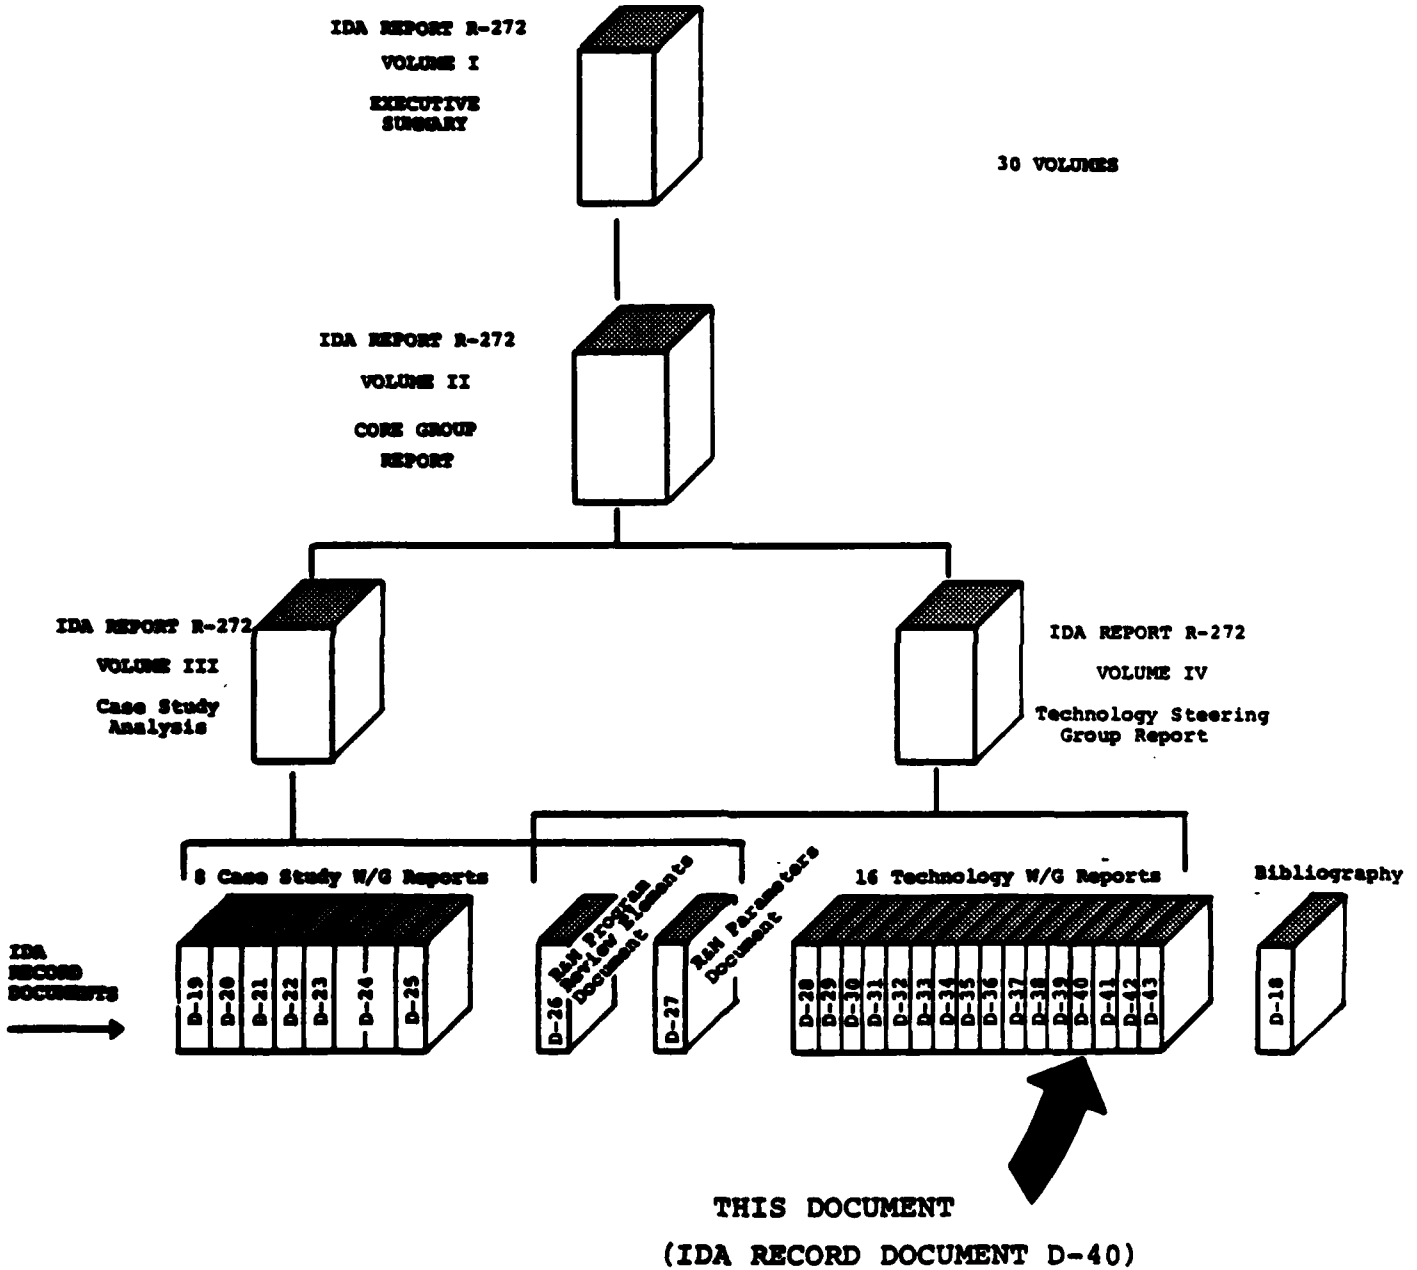 IDA REPORT R-272
VOLUME I
EXECUTIVE
SUMMARY
30 VOLUMES
IDA REPORT R-272
VOLUME II
CORE GROUP
REPORT
IDA REPORT R-272
VOLUME III
Case Study
Analysis
IDA REPORT R-272
VOLUME IV
Technology Steering
Group Report
8 Case Study W/G Reports
R&M Program
Review Elements
Document
R&M Parameters
Document
16 Technology W/G Reports
Bibliography
IDA
RECORD
DOCUMENTS
D-19
D-20
D-21
D-22
D-23
D-24
D-25
D-26
D-27
D-28
D-29
D-30
D-31
D-32
D-33
D-34
D-35
D-36
D-37
D-38
D-39
D-40
D-41
D-42
D-43
D-18
THIS DOCUMENT
(IDA RECORD DOCUMENT D-40)